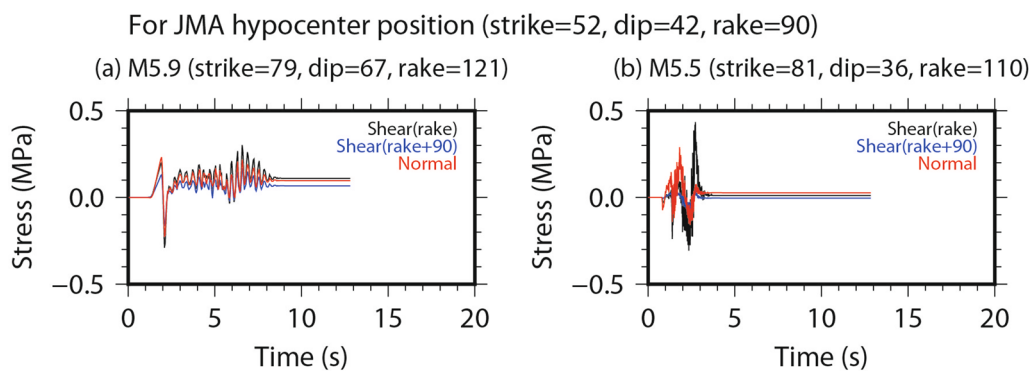 For JMA hypocenter position (strike=52, dip=42, rake=90)
(a) M5.9 (strike=79, dip=67, rake=121)
(b) M5.5 (strike=81, dip=36, rake=110)
0.5
0.0
−0.5
Stress (MPa)
Shear(rake)
Shear(rake+90)
Normal
0 5 10 15 20
Time (s)
0.5
0.0
−0.5
Stress (MPa)
Shear(rake)
Shear(rake+90)
Normal
0 5 10 15 20
Time (s)